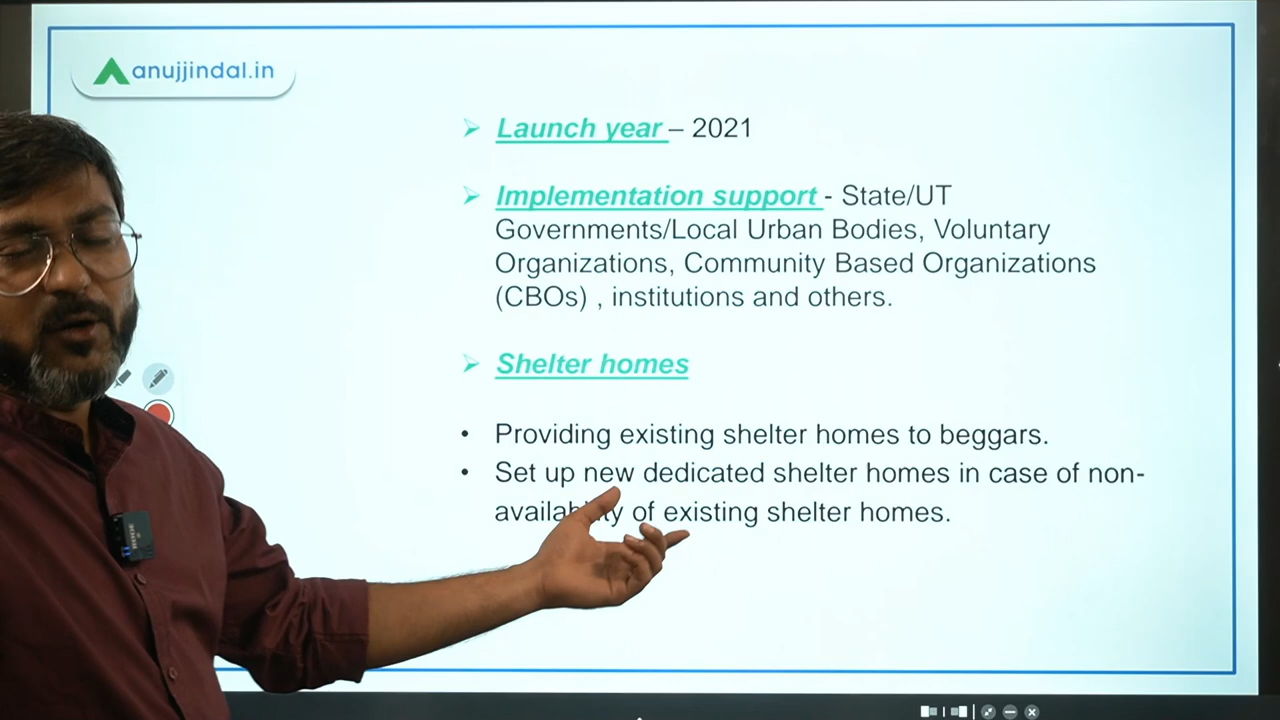 anujjindal.in
➢ Launch year – 2021
➢ Implementation support - State/UT
Governments/Local Urban Bodies, Voluntary
Organizations, Community Based Organizations
(CBOs) , institutions and others.
➢ Shelter homes
• Providing existing shelter homes to beggars.
• Set up new dedicated shelter homes in case of non-
availability of existing shelter homes.